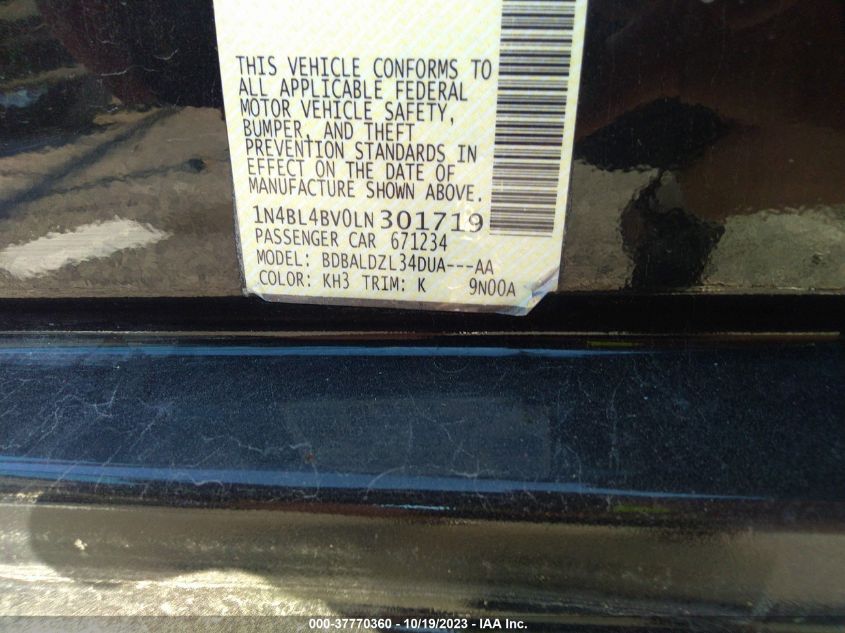 THIS VEHICLE CONFORMS TO
ALL APPLICABLE FEDERAL
MOTOR VEHICLE SAFETY,
BUMPER, AND THEFT
PREVENTION STANDARDS IN
EFFECT ON THE DATE OF
MANUFACTURE SHOWN ABOVE.
1N4BL4BV0LN301719
PASSENGER CAR 671234
MODEL: BDBALDZL34DUA---AA
COLOR: KH3 TRIM: K 9N00A
000-37770360 - 10/19/2023 - IAA Inc.